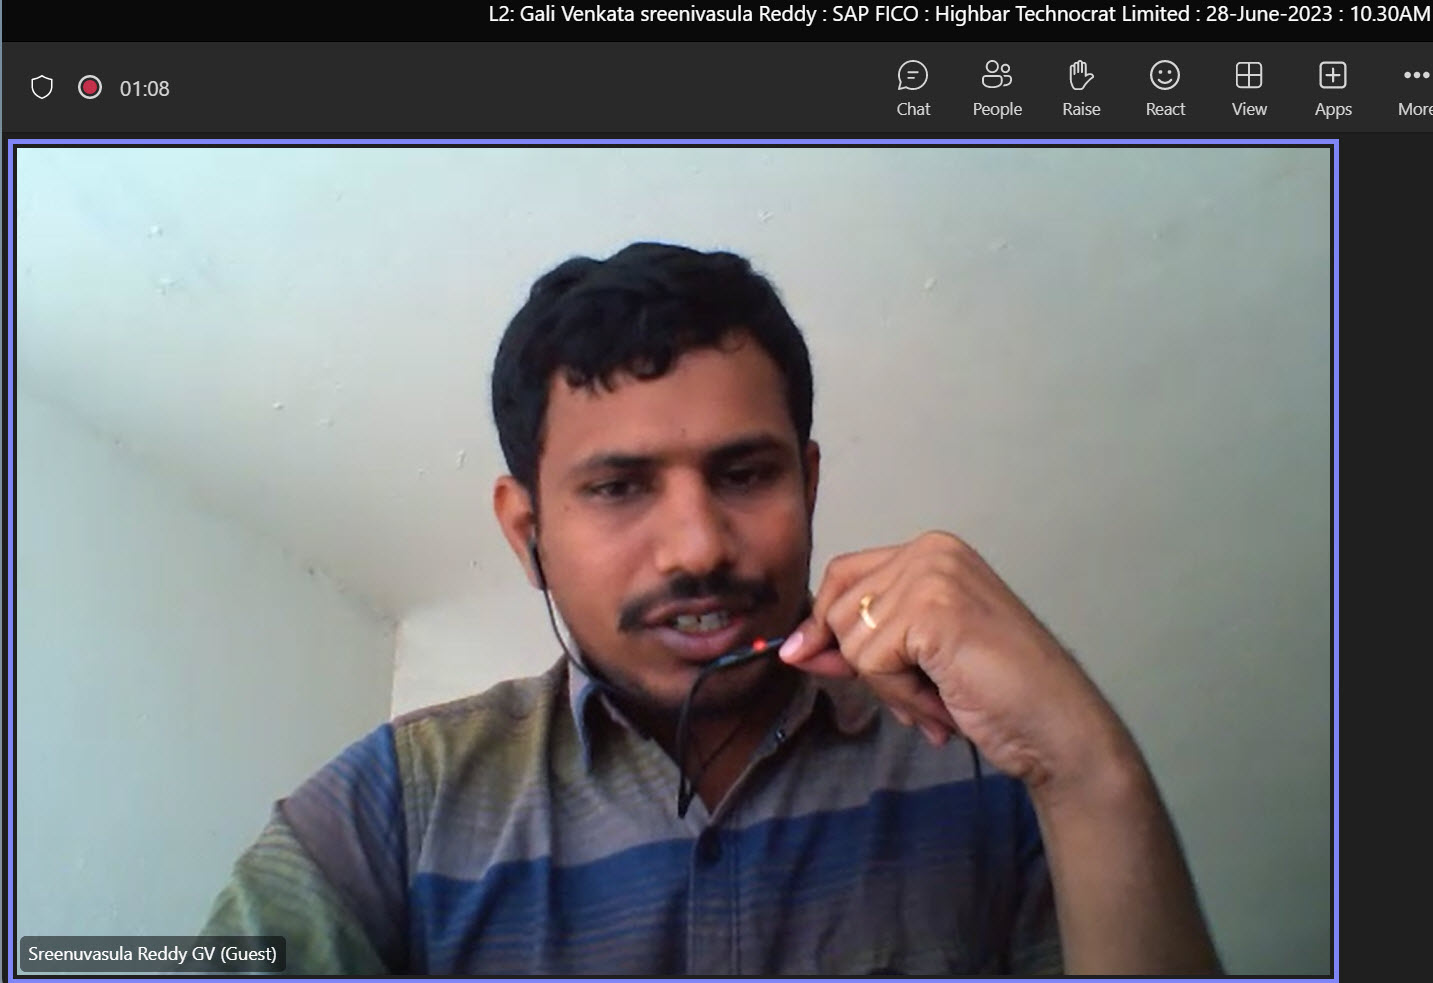 L2: Gali Venkata sreenivasula Reddy : SAP FICO : Highbar Technocrat Limited : 28-June-2023 : 10.30AM
01:08
Chat
People
Raise
React
View
Apps
More
Sreenuvasula Reddy GV (Guest)